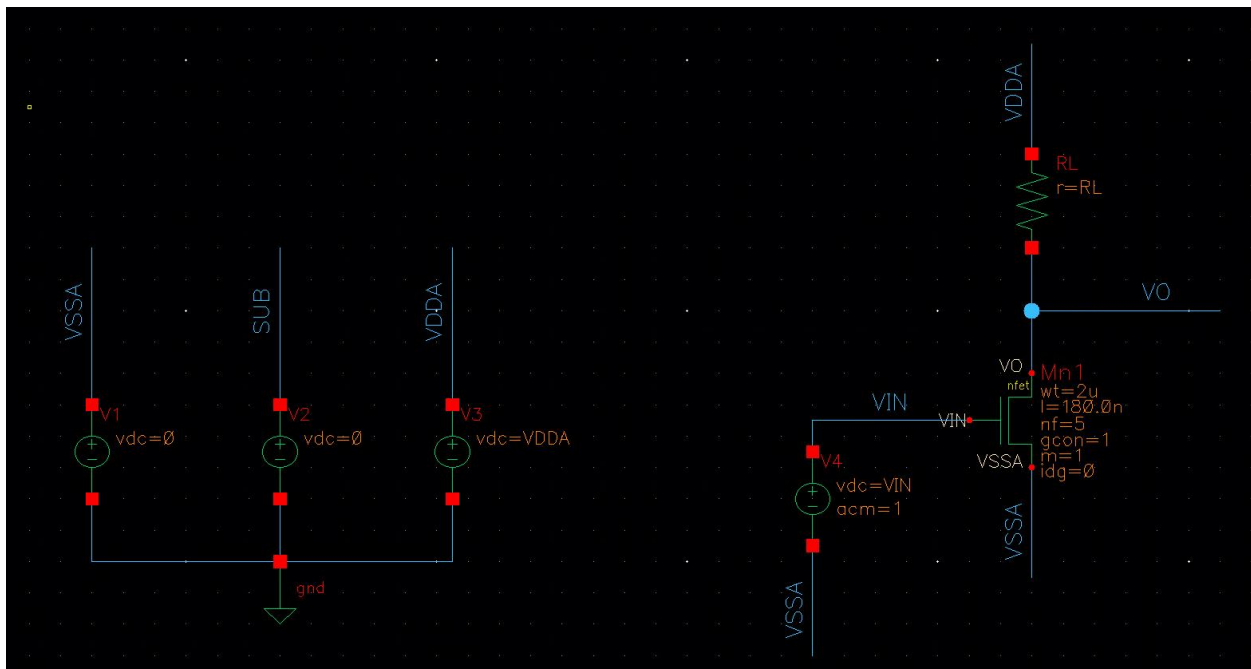 VSSA
V1
vdc=0
SUB
V2
vdc=0
VDDA
V3
vdc=VDDA
gnd
VDDA
RL
r=RL
VO
VO
nfet
Mn1
wt=2u
l=180.0n
nf=5
gcon=1
m=1
idg=0
VIN
VIN
VSSA
V4
vdc=VIN
acm=1
VSSA
VSSA